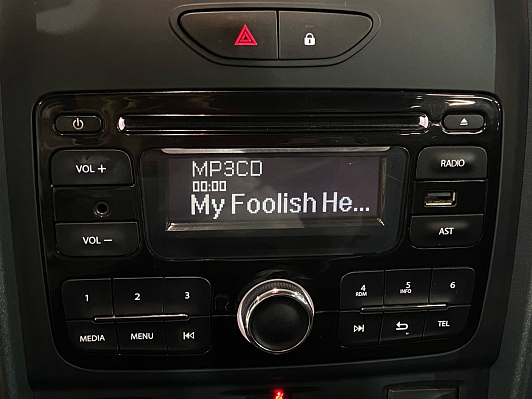 MP3CD
00:00
My Foolish He...
VOL +
VOL –
RADIO
AST
1 2 3
MEDIA MENU
4 5 6
RDM INFO
TEL